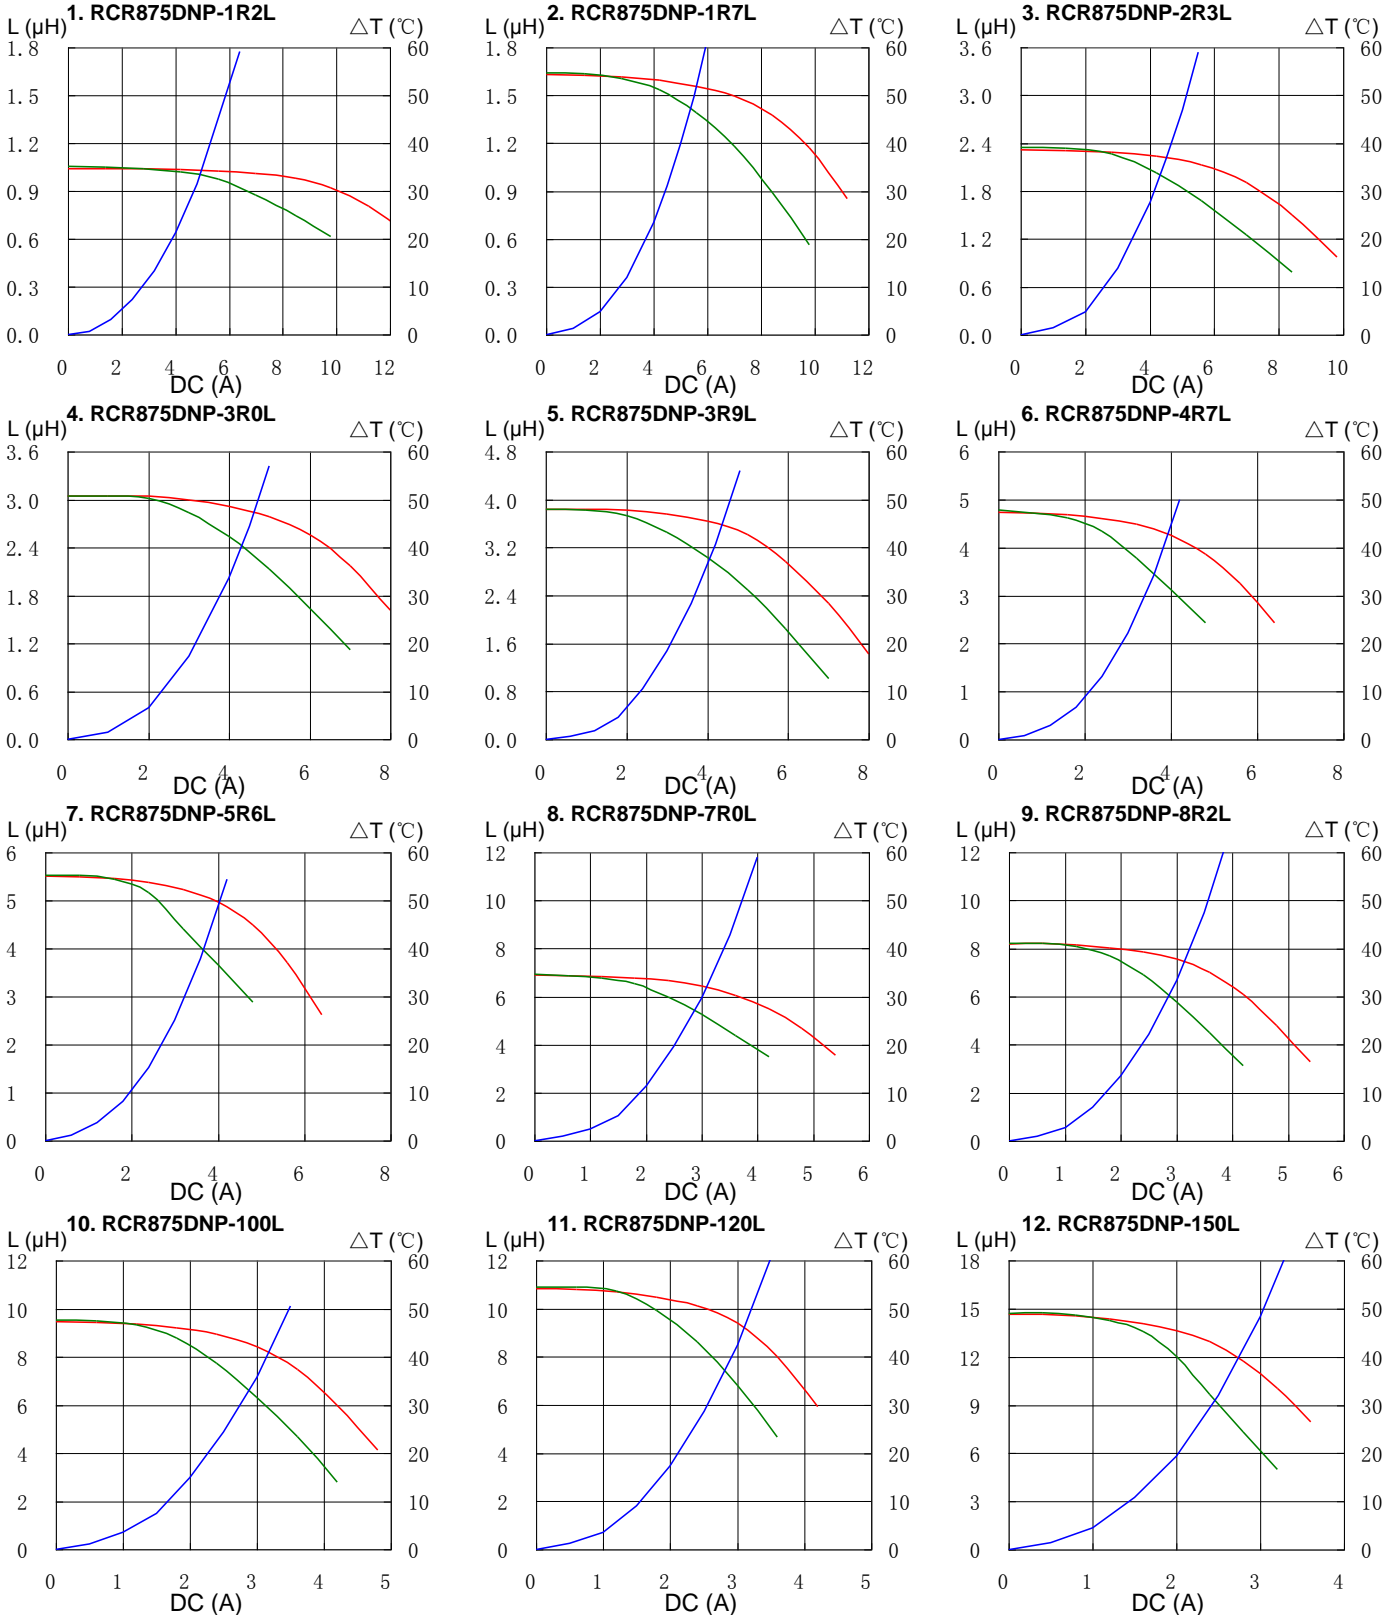 1. RCR875DNP-1R2L
L (µH)
△T (℃)
1.8
1.5
1.2
0.9
0.6
0.3
0.0
60
50
40
30
20
10
0
0 2 4 6 8 10 12
DC (A)
2. RCR875DNP-1R7L
L (µH)
△T (℃)
1.8
1.5
1.2
0.9
0.6
0.3
0.0
60
50
40
30
20
10
0
0 2 4 6 8 10 12
DC (A)
3. RCR875DNP-2R3L
L (µH)
△T (℃)
3.6
3.0
2.4
1.8
1.2
0.6
0.0
60
50
40
30
20
10
0
0 2 4 6 8 10
DC (A)
4. RCR875DNP-3R0L
L (µH)
△T (℃)
3.6
3.0
2.4
1.8
1.2
0.6
0.0
60
50
40
30
20
10
0
0 2 4 6 8
DC (A)
5. RCR875DNP-3R9L
L (µH)
△T (℃)
4.8
4.0
3.2
2.4
1.6
0.8
0.0
60
50
40
30
20
10
0
0 2 4 6 8
DC (A)
6. RCR875DNP-4R7L
L (µH)
△T (℃)
6
5
4
3
2
1
0
60
50
40
30
20
10
0
0 2 4 6 8
DC (A)
7. RCR875DNP-5R6L
L (µH)
△T (℃)
6
5
4
3
2
1
0
60
50
40
30
20
10
0
0 2 4 6 8
DC (A)
8. RCR875DNP-7R0L
L (µH)
△T (℃)
12
10
8
6
4
2
0
60
50
40
30
20
10
0
0 1 2 3 4 5 6
DC (A)
9. RCR875DNP-8R2L
L (µH)
△T (℃)
12
10
8
6
4
2
0
60
50
40
30
20
10
0
0 1 2 3 4 5 6
DC (A)
10. RCR875DNP-100L
L (µH)
△T (℃)
12
10
8
6
4
2
0
60
50
40
30
20
10
0
0 1 2 3 4 5
DC (A)
11. RCR875DNP-120L
L (µH)
△T (℃)
12
10
8
6
4
2
0
60
50
40
30
20
10
0
0 1 2 3 4 5
DC (A)
12. RCR875DNP-150L
L (µH)
△T (℃)
18
15
12
9
6
3
0
60
50
40
30
20
10
0
0 1 2 3 4
DC (A)